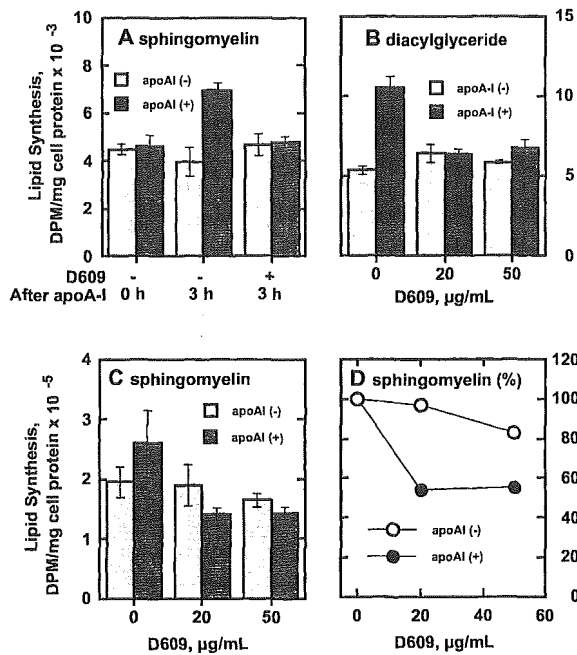 A sphingomyelin
apoAI (-)
apoAI (+)
Lipid Synthesis,
DPM/mg cell protein x 10 -3
10
8
6
4
2
0
D609 - - +
After apoA-I 0 h 3 h 3 h
B diacylglyceride
apoA-I (-)
apoA-I (+)
15
10
5
0
0 20 50
D609, µg/mL
C sphingomyelin
apoAI (-)
apoAI (+)
Lipid Synthesis,
DPM/mg cell protein x 10 -5
4
3
2
1
0
0 20 50
D609, µg/mL
D sphingomyelin (%)
apoAI (-)
apoAI (+)
120
100
80
60
40
20
0
0 20 40 60
D609, µg/mL